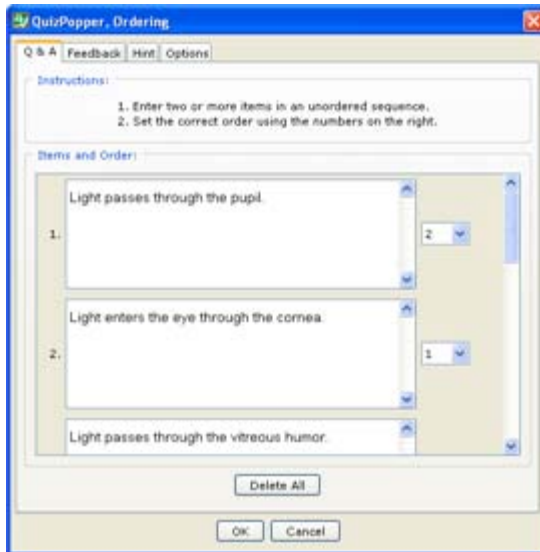 QuizPopper, Ordering
Q & A Feedback Hint Options
Instructions:
1. Enter two or more items in an unordered sequence.
2. Set the correct order using the numbers on the right.
Items and Order:
Light passes through the pupil.
1. 2
Light enters the eye through the cornea.
2. 1
Light passes through the vitreous humor.
Delete All
OK Cancel